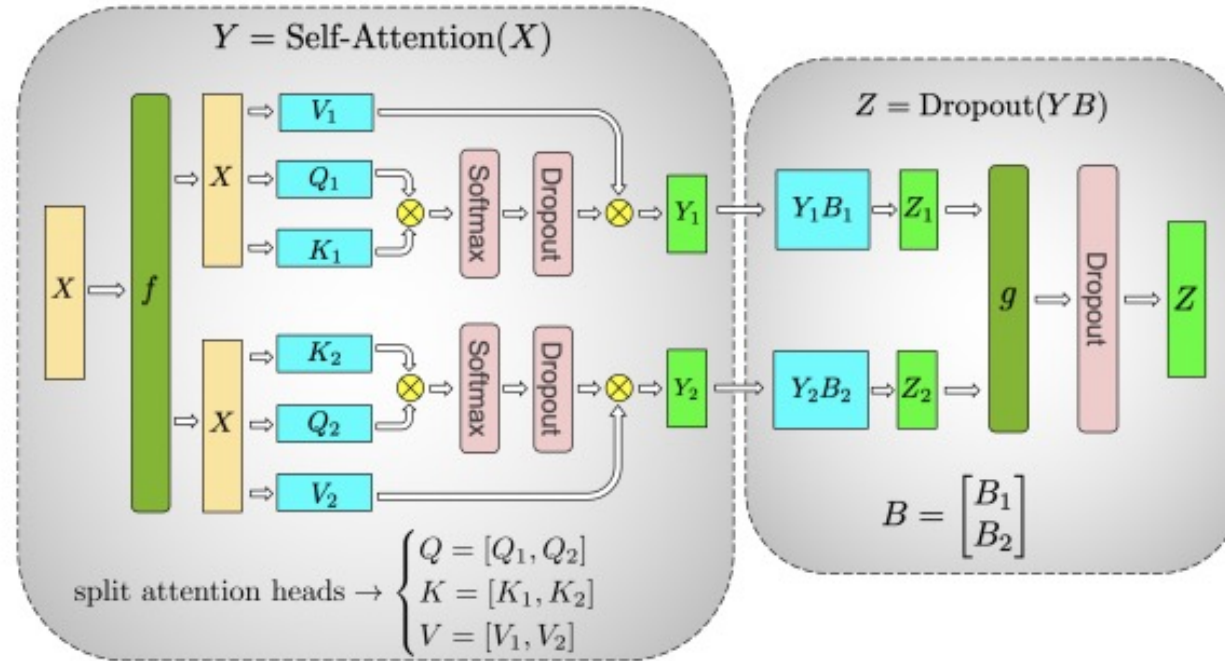 Y = Self-Attention(X)
X
f
X
V₁
Q₁
K₁
Softmax
Dropout
Y₁
X
K₂
Q₂
V₂
Softmax
Dropout
Y₂
split attention heads → { Q = [Q₁, Q₂]
K = [K₁, K₂]
V = [V₁, V₂]
Z = Dropout(YB)
Y₁B₁
Z₁
Y₂B₂
Z₂
g
Dropout
Z
B = [B₁
B₂]